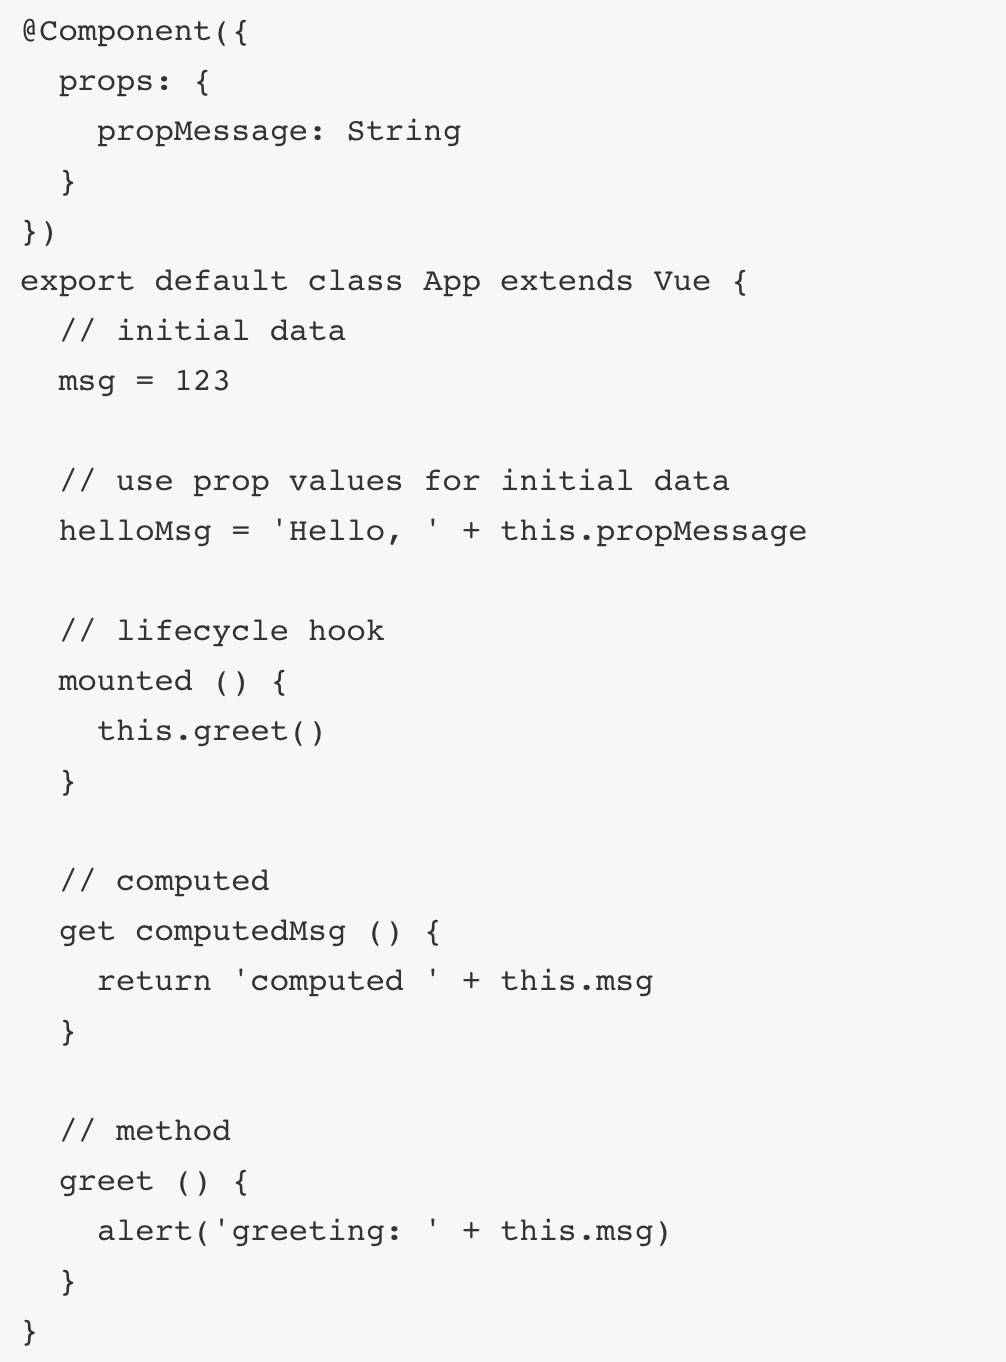 @Component({
  props: {
    propMessage: String
  }
})
export default class App extends Vue {
  // initial data
  msg = 123

  // use prop values for initial data
  helloMsg = 'Hello, ' + this.propMessage

  // lifecycle hook
  mounted () {
    this.greet()
  }

  // computed
  get computedMsg () {
    return 'computed ' + this.msg
  }

  // method
  greet () {
    alert('greeting: ' + this.msg)
  }
}